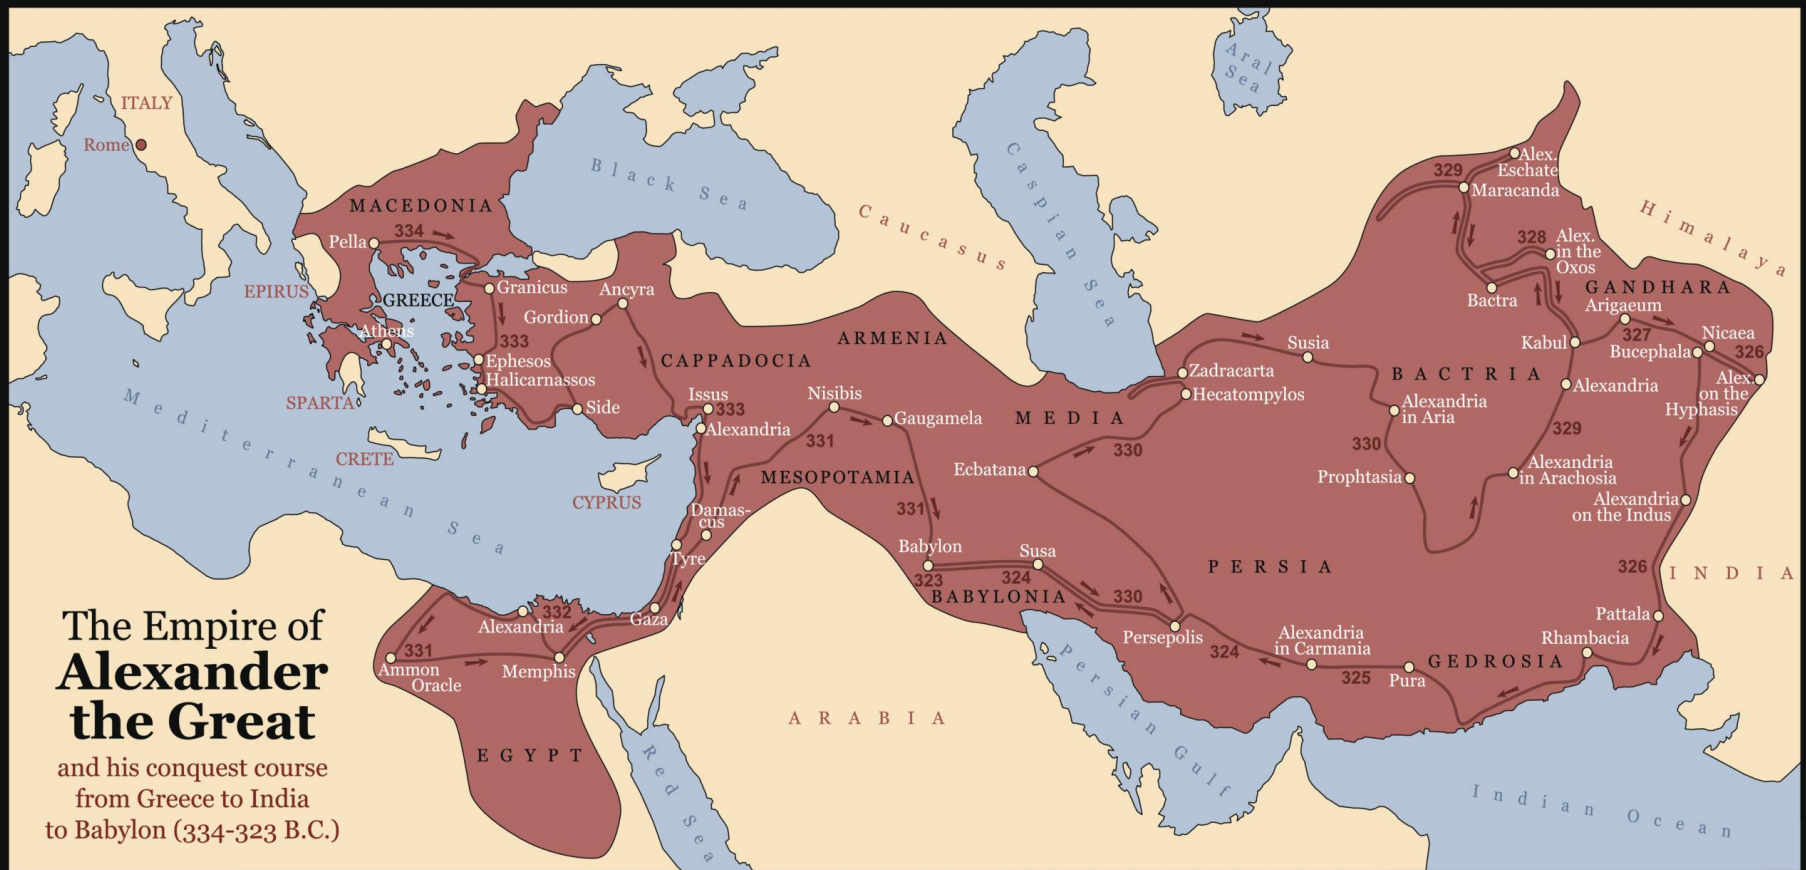 The Empire of
Alexander
the Great
and his conquest course
from Greece to India
to Babylon (334-323 B.C.)
ITALY
Rome
MACEDONIA
334
Pella
EPIRUS
GREECE
Athens
SPARTA
CRETE
Mediterranean Sea
Black Sea
Granicus
333
Ephesos
Halicarnassos
Ancyra
Gordion
Side
CAPPADOCIA
ARMENIA
Issus
333
Alexandria
CYPRUS
Damas-
cus
Tyre
Gaza
332
Alexandria
331
Ammon
Oracle
Memphis
EGYPT
Red Sea
ARABIA
Nisibis
331
Gaugamela
MESOPOTAMIA
331
Babylon
323
BABYLONIA
Susa
324
330
Persepolis
Persian Gulf
Caucasus
Caspian Sea
Aral
Sea
MEDIA
Ecbatana
330
Zadracarta
Hecatompylos
Susia
BACTRIA
Alexandria
in Aria
330
Prophtasia
PERSIA
Alexandria
in Arachosia
329
Alexandria
Kabul
Bactra
328
Alex.
in the
Oxos
329
Alex.
Eschate
Maracanda
Himalaya
GANDHARA
Arigaeum
327
Nicaea
Bucephala
326
Alex.
on the
Hyphasis
Alexandria
on the Indus
326
INDIA
Pattala
Rhambacia
GEDROSIA
Pura
325
Alexandria
in Carmania
324
Indian Ocean